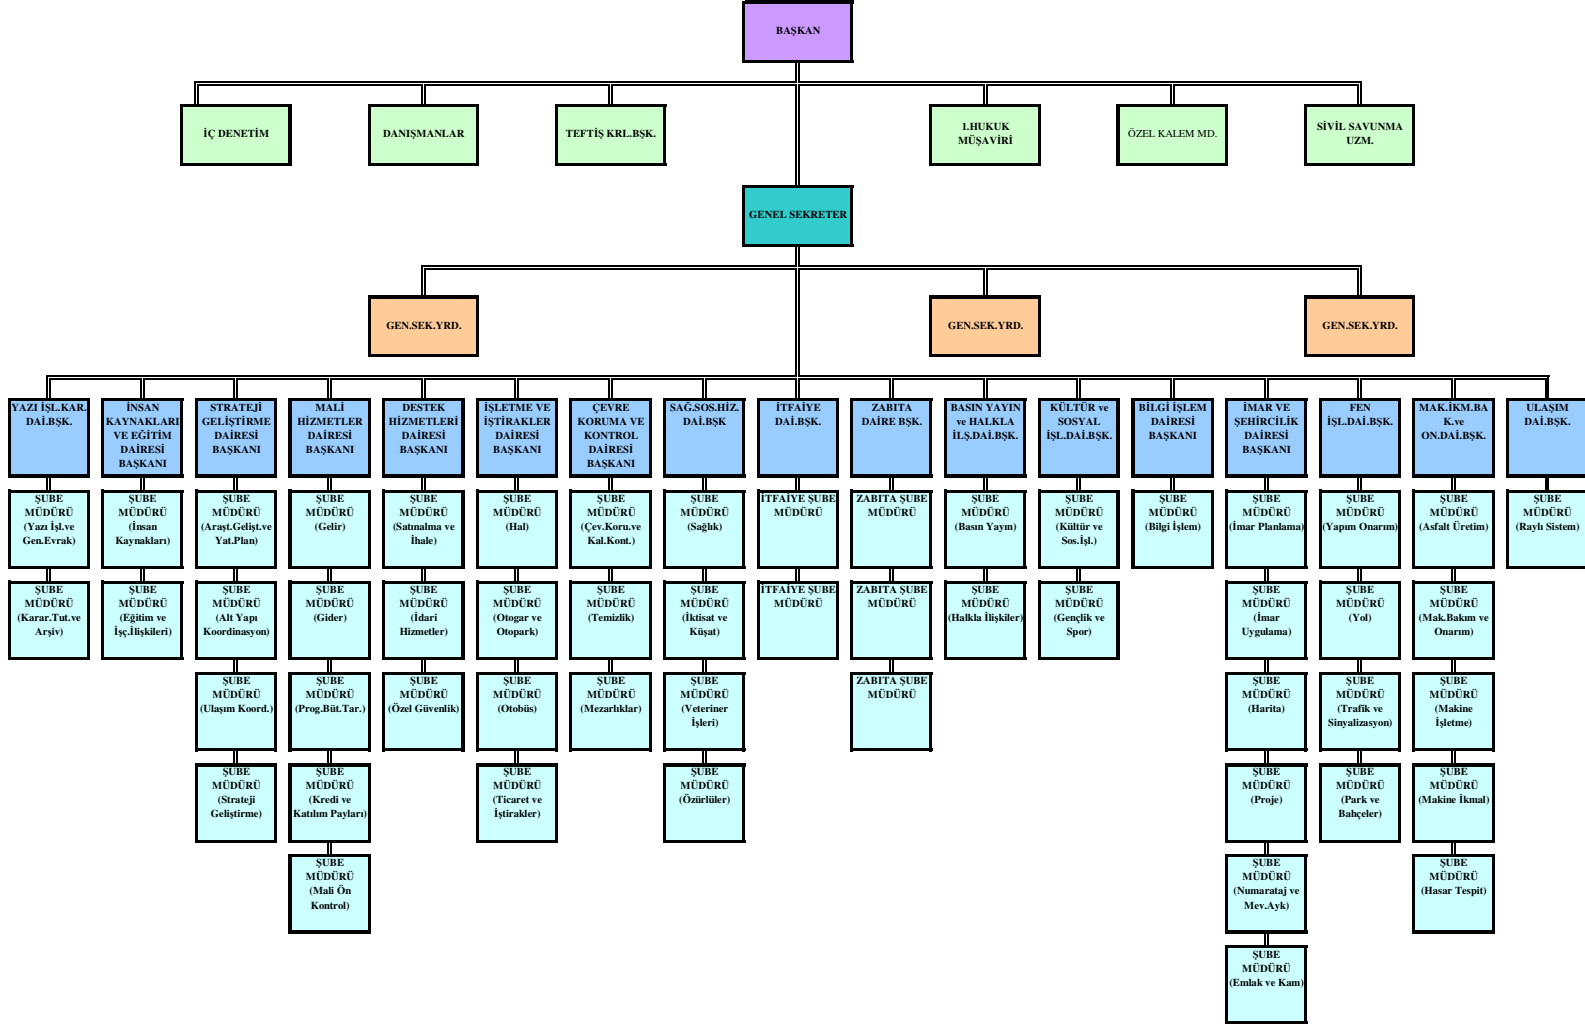 BAŞKAN
İÇ DENETİM
DANIŞMANLAR
TEFTİŞ KRL.BŞK.
1.HUKUK
MÜŞAVİRİ
ÖZEL KALEM MD.
SİVİL SAVUNMA
UZM.
GENEL SEKRETER
GEN.SEK.YRD.
GEN.SEK.YRD.
GEN.SEK.YRD.
YAZI İŞL.KAR.
DAİ.BŞK.
İNSAN
KAYNAKLARI
VE EĞİTİM
DAİRESİ
BAŞKANI
STRATEJİ
GELİŞTİRME
DAİRESİ
BAŞKANI
MALİ
HİZMETLER
DAİRESİ
BAŞKANI
DESTEK
HİZMETLERİ
DAİRESİ
BAŞKANI
İŞLETME VE
İŞTİRAKLER
DAİRESİ
BAŞKANI
ÇEVRE
KORUMA VE
KONTROL
DAİRESİ
BAŞKANI
SAĞ.SOS.HİZ.
DAİ.BŞK
İTFAİYE
DAİ.BŞK.
ZABITA
DAİRE BŞK.
BASIN YAYIN
ve HALKLA
İLŞ.DAİ.BŞK.
KÜLTÜR ve
SOSYAL
İŞL.DAİ.BŞK.
BİLGİ İŞLEM
DAİRESİ
BAŞKANI
İMAR VE
ŞEHİRCİLİK
DAİRESİ
BAŞKANI
FEN
İŞL.DAİ.BŞK.
MAK.İKM.BA
K.ve
ON.DAİ.BŞK.
ULAŞIM
DAİ.BŞK.
ŞUBE
MÜDÜRÜ
(Yazı İşl.ve
Gen.Evrak)
ŞUBE
MÜDÜRÜ
(İnsan
Kaynakları)
ŞUBE
MÜDÜRÜ
(Araşt.Gelişt.ve
Yat.Plan)
ŞUBE
MÜDÜRÜ
(Gelir)
ŞUBE
MÜDÜRÜ
(Satınalma ve
İhale)
ŞUBE
MÜDÜRÜ
(Hal)
ŞUBE
MÜDÜRÜ
(Çev.Koru.ve
Kal.Kont.)
ŞUBE
MÜDÜRÜ
(Sağlık)
İTFAİYE ŞUBE
MÜDÜRÜ
ZABITA ŞUBE
MÜDÜRÜ
ŞUBE
MÜDÜRÜ
(Basın Yayın)
ŞUBE
MÜDÜRÜ
(Kültür ve
Sos.İşl.)
ŞUBE
MÜDÜRÜ
(Bilgi İşlem)
ŞUBE
MÜDÜRÜ
(İmar Planlama)
ŞUBE
MÜDÜRÜ
(Yapım Onarım)
ŞUBE
MÜDÜRÜ
(Asfalt Üretim)
ŞUBE
MÜDÜRÜ
(Raylı Sistem)
ŞUBE
MÜDÜRÜ
(Karar.Tut.ve
Arşiv)
ŞUBE
MÜDÜRÜ
(Eğitim ve
İşç.İlişkileri)
ŞUBE
MÜDÜRÜ
(Alt Yapı
Koordinasyon)
ŞUBE
MÜDÜRÜ
(Gider)
ŞUBE
MÜDÜRÜ
(İdari
Hizmetler)
ŞUBE
MÜDÜRÜ
(Otogar ve
Otopark)
ŞUBE
MÜDÜRÜ
(Temizlik)
ŞUBE
MÜDÜRÜ
(İktisat ve
Küşat)
İTFAİYE ŞUBE
MÜDÜRÜ
ZABITA ŞUBE
MÜDÜRÜ
ŞUBE
MÜDÜRÜ
(Halkla İlişkiler)
ŞUBE
MÜDÜRÜ
(Gençlik ve
Spor)
ŞUBE
MÜDÜRÜ
(İmar
Uygulama)
ŞUBE
MÜDÜRÜ
(Yol)
ŞUBE
MÜDÜRÜ
(Mak.Bakım ve
Onarım)
ŞUBE
MÜDÜRÜ
(Ulaşım Koord.)
ŞUBE
MÜDÜRÜ
(Prog.Büt.Tar.)
ŞUBE
MÜDÜRÜ
(Özel Güvenlik)
ŞUBE
MÜDÜRÜ
(Otobüs)
ŞUBE
MÜDÜRÜ
(Mezarlıklar)
ŞUBE
MÜDÜRÜ
(Veteriner
İşleri)
ZABITA ŞUBE
MÜDÜRÜ
ŞUBE
MÜDÜRÜ
(Harita)
ŞUBE
MÜDÜRÜ
(Trafik ve
Sinyalizasyon)
ŞUBE
MÜDÜRÜ
(Makine
İşletme)
ŞUBE
MÜDÜRÜ
(Strateji
Geliştirme)
ŞUBE
MÜDÜRÜ
(Kredi ve
Katılım Payları)
ŞUBE
MÜDÜRÜ
(Ticaret ve
İştirakler)
ŞUBE
MÜDÜRÜ
(Özürlüler)
ŞUBE
MÜDÜRÜ
(Proje)
ŞUBE
MÜDÜRÜ
(Park ve
Bahçeler)
ŞUBE
MÜDÜRÜ
(Makine İkmal)
ŞUBE
MÜDÜRÜ
(Mali Ön
Kontrol)
ŞUBE
MÜDÜRÜ
(Numarataj ve
Mev.Ayk)
ŞUBE
MÜDÜRÜ
(Hasar Tespit)
ŞUBE
MÜDÜRÜ
(Emlak ve Kam)